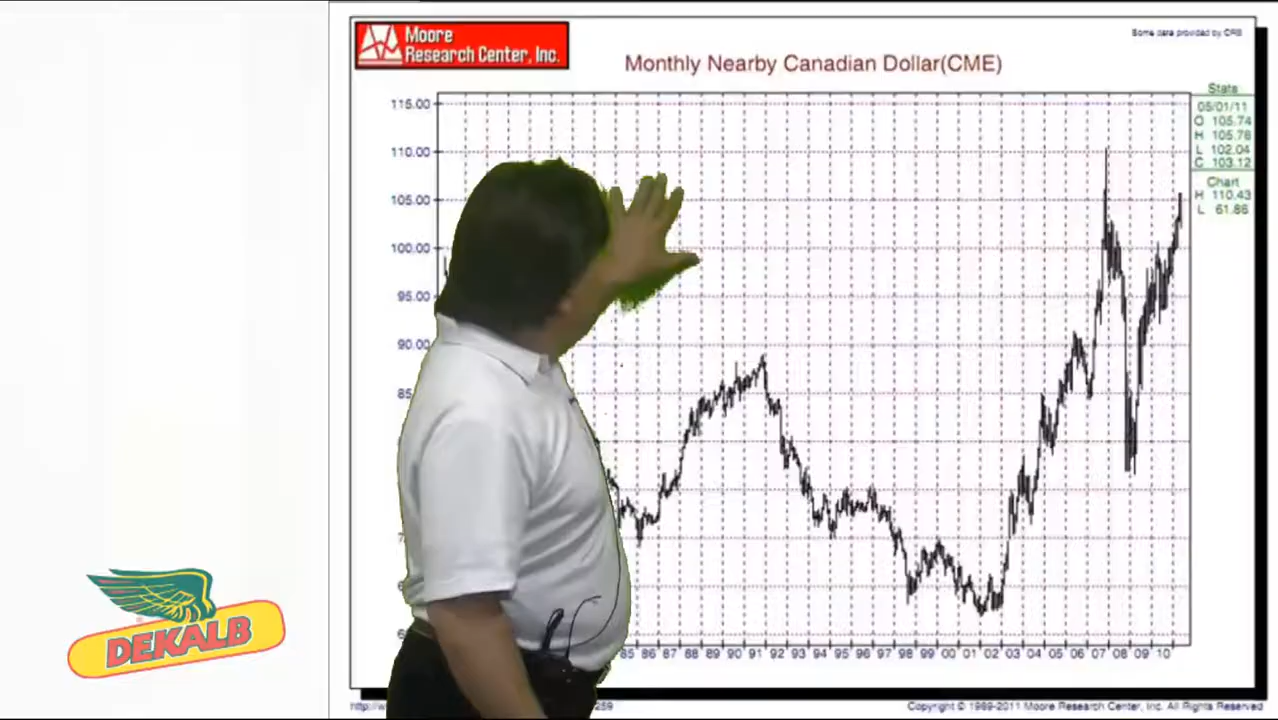 Moore
Research Center, Inc.
Some data provided by CRB
Monthly Nearby Canadian Dollar(CME)
Stats
05/01/11
O 105.74
H 105.78
L 102.04
C 103.12
Chart
H 110.43
L 61.86
115.00
110.00
105.00
100.00
95.00
90.00
85
DEKALB
85 86 87 88 89 90 91 92 93 94 95 96 97 98 99 00 01 02 03 04 05 06 07 08 09 10
259
Copyright © 1989-2011 Moore Research Center, Inc. All Rights Reserved